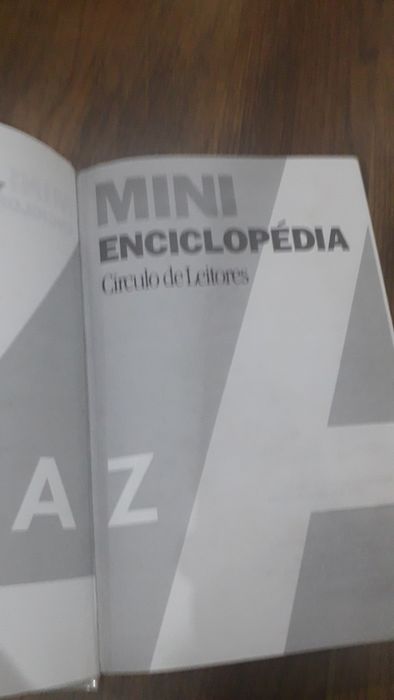 MINI
ENCICLOPÉDIA
Círculo de Leitores
A Z